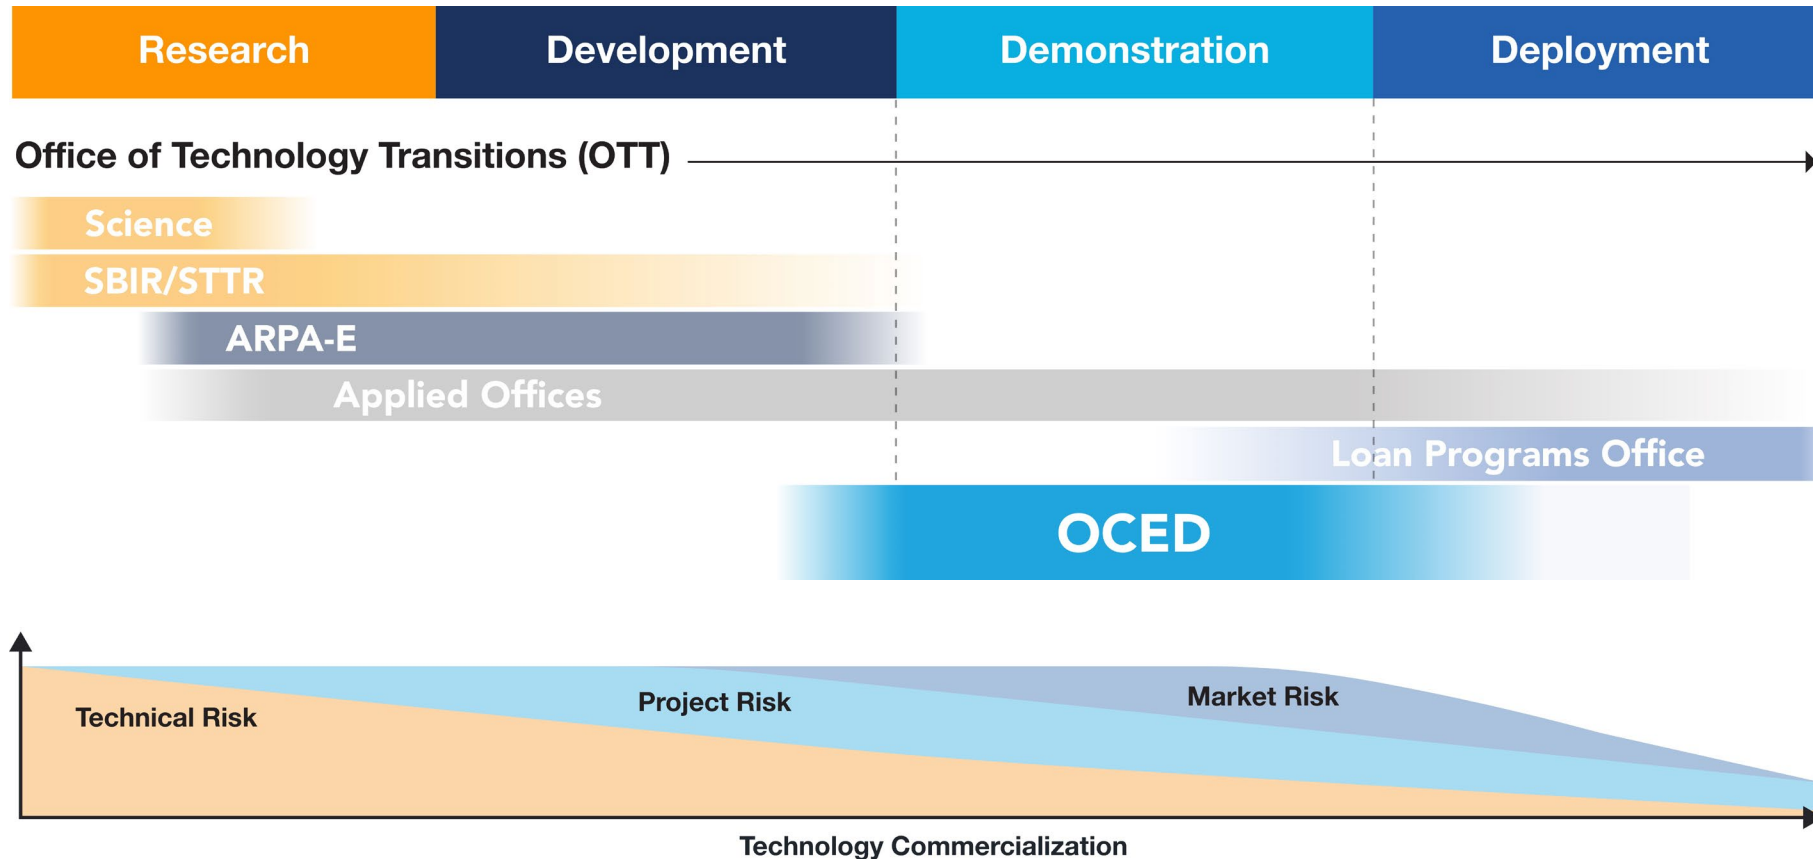 Research
Development
Demonstration
Deployment
Office of Technology Transitions (OTT)
Science
SBIR/STTR
ARPA-E
Applied Offices
Loan Programs Office
OCED
Technical Risk
Project Risk
Market Risk
Technology Commercialization